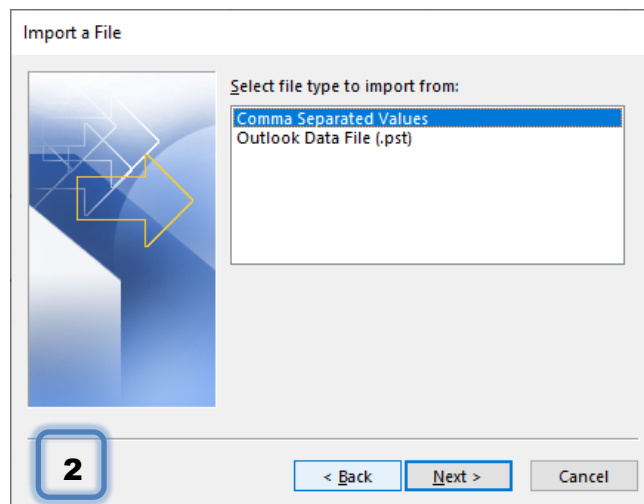 Import a File
Select file type to import from:
Comma Separated Values
Outlook Data File (.pst)
2
< Back
Next >
Cancel